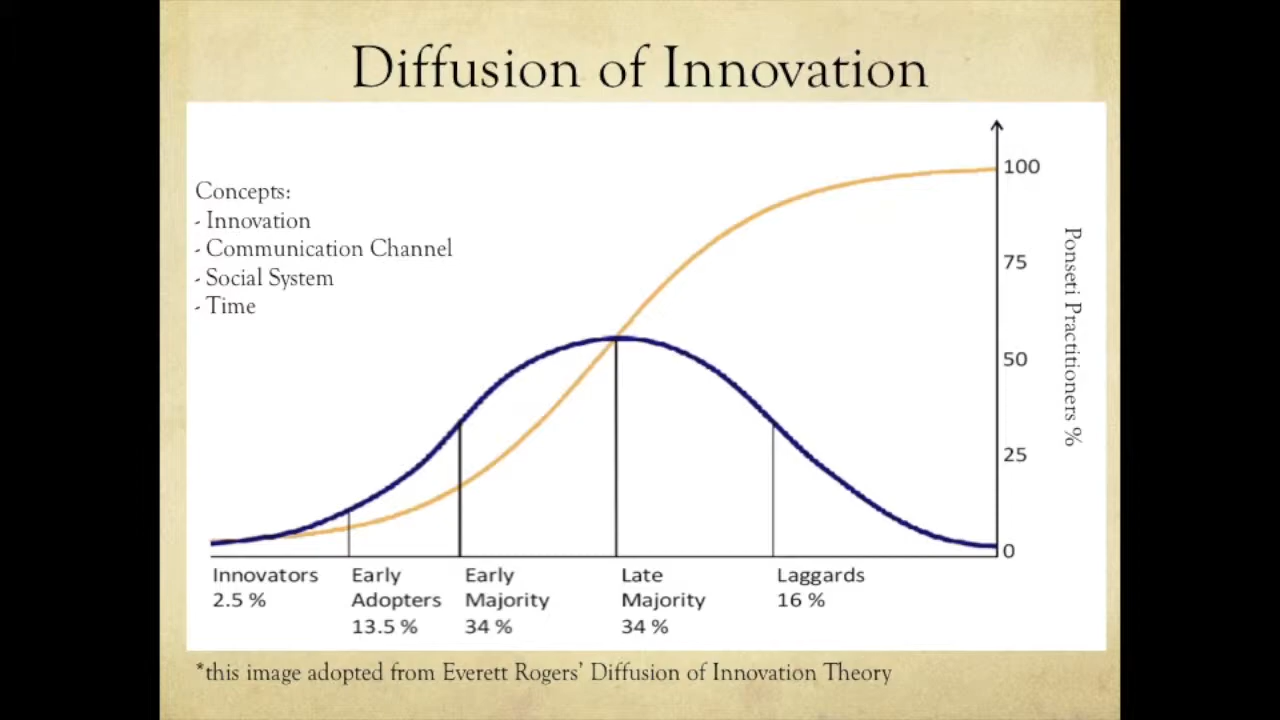 Diffusion of Innovation
Concepts:
- Innovation
- Communication Channel
- Social System
- Time
100
75
50
25
0
Ponseti Practitioners %
Innovators
2.5 %
Early
Adopters
13.5 %
Early
Majority
34 %
Late
Majority
34 %
Laggards
16 %
*this image adopted from Everett Rogers' Diffusion of Innovation Theory